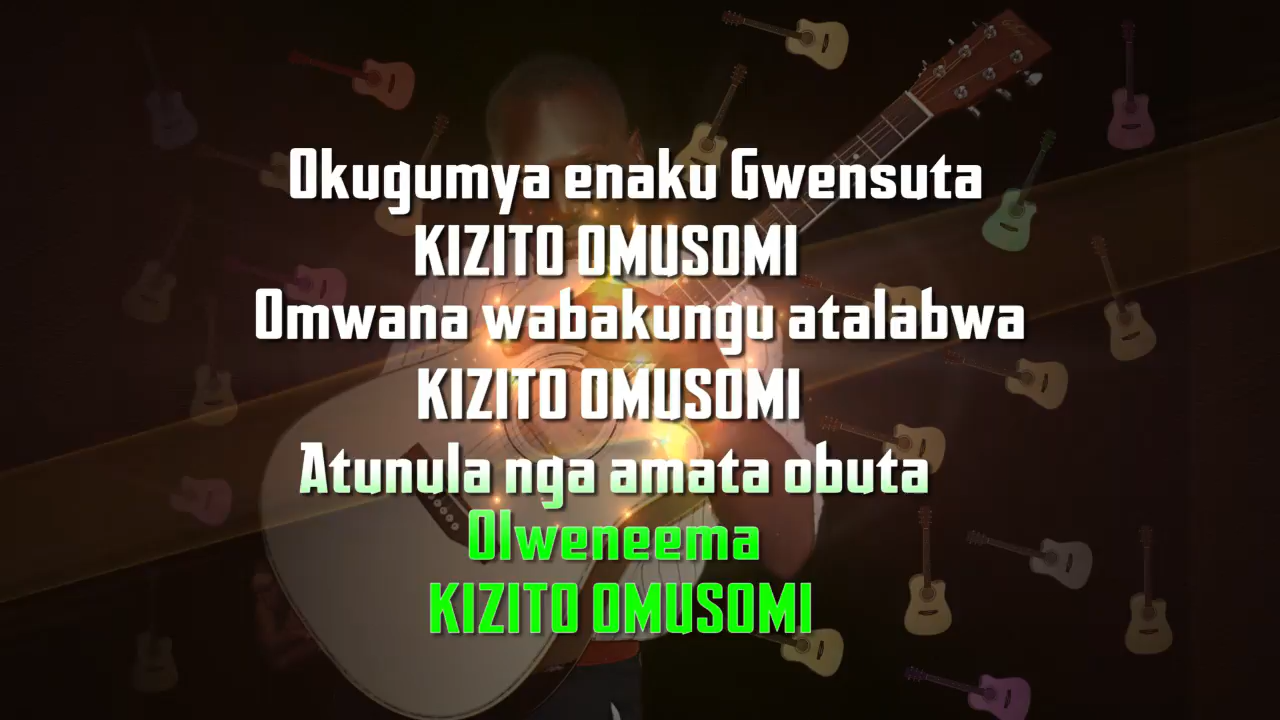 Okugumya enaku Gwensuta
KIZITO OMUSOMI
Omwana wabakungu atalabwa
KIZITO OMUSOMI
Atunula nga amata obuta
Olweneema
KIZITO OMUSOMI